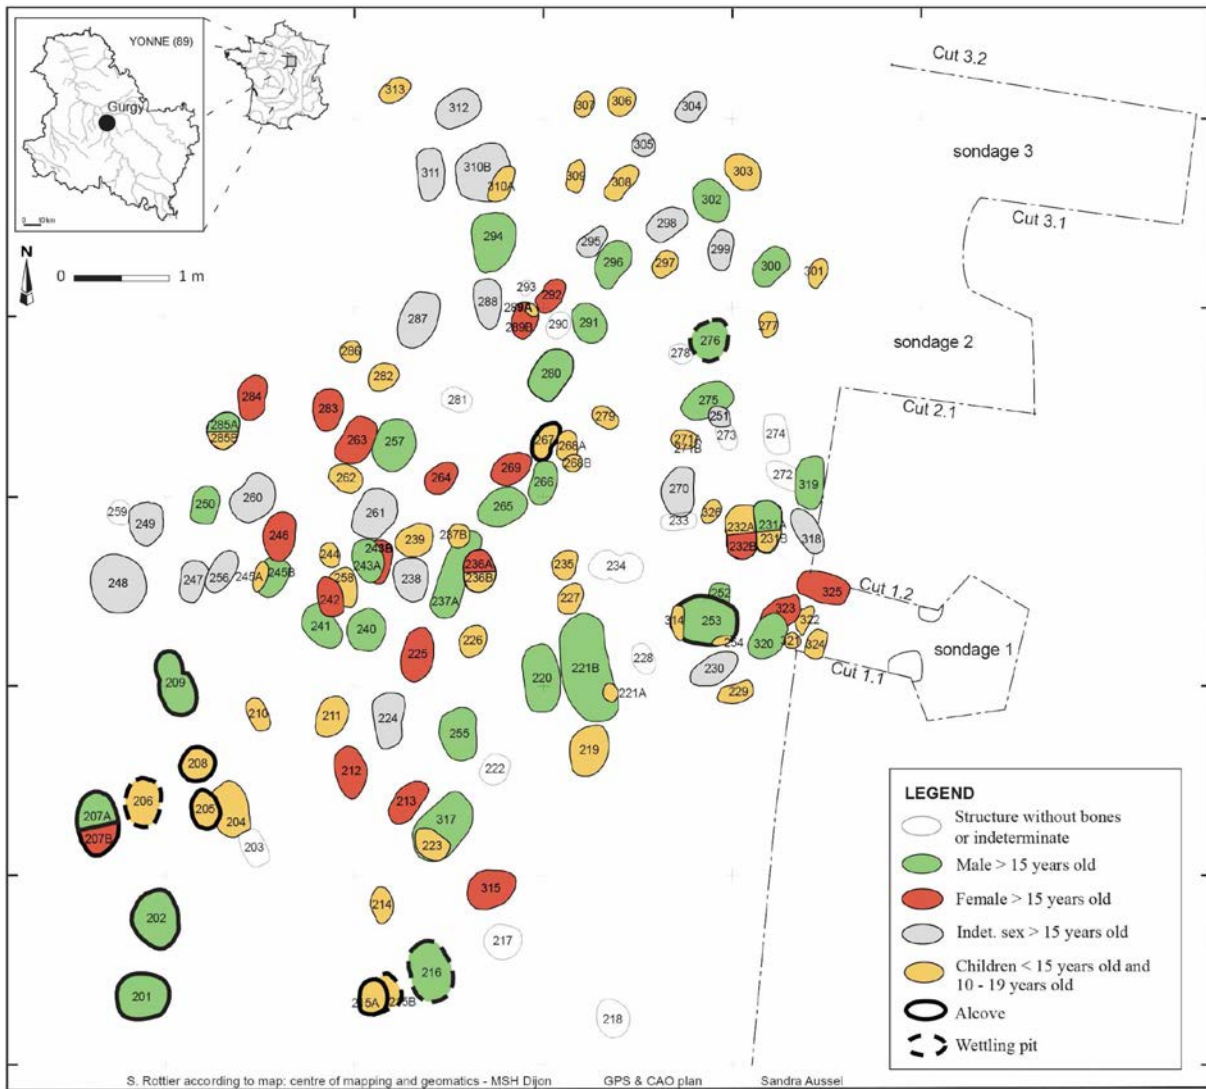 YONNE (89)
Gurgy
0 10 km
N
0 1 m
Cut 3.2
sondage 3
Cut 3.1
sondage 2
Cut 2.1
Cut 1.2
sondage 1
Cut 1.1
313
312
307
306
304
305
311
310B
310A
309
308
303
302
294
298
295
296
297
299
300
301
293
292
288
289A
289B
287
290
291
277
276
278
286
282
280
284
283
281
275
251
279
285A
285B
263
257
267
268A
268B
271A
271B
273
274
262
264
269
266
272
319
250
260
265
270
259
249
261
233
326
232A
231A
318
246
243B
239
237B
232B
231B
244
243A
236A
235
234
248
247
256
245A
245B
258
238
236B
237A
242
227
252
325
323
241
240
314
253
322
226
254
320
321
324
225
228
230
209
220
221B
221A
229
210
211
224
255
219
208
212
222
206
205
204
213
317
207A
207B
203
223
202
214
315
217
216
201
215A
215B
218
LEGEND
Structure without bones
or indeterminate
Male > 15 years old
Female > 15 years old
Indet. sex > 15 years old
Children < 15 years old and
10 - 19 years old
Alcove
Wettling pit
S. Rottier according to map: centre of mapping and geomatics - MSH Dijon GPS & CAO plan Sandra Aussel